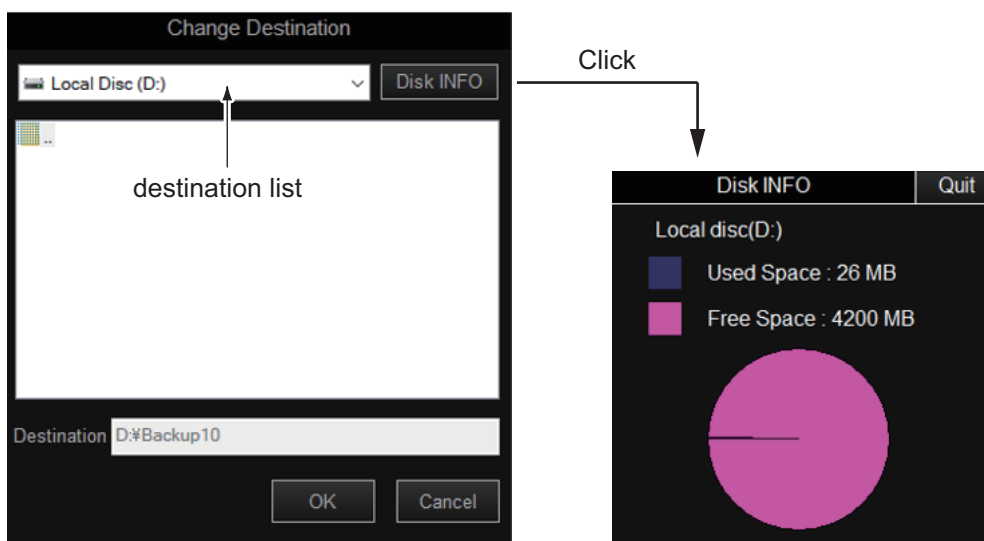 Change Destination
Local Disc (D:)
Disk INFO
..
destination list
Destination D:¥Backup10
OK
Cancel
Click
Disk INFO
Quit
Local disc(D:)
Used Space : 26 MB
Free Space : 4200 MB